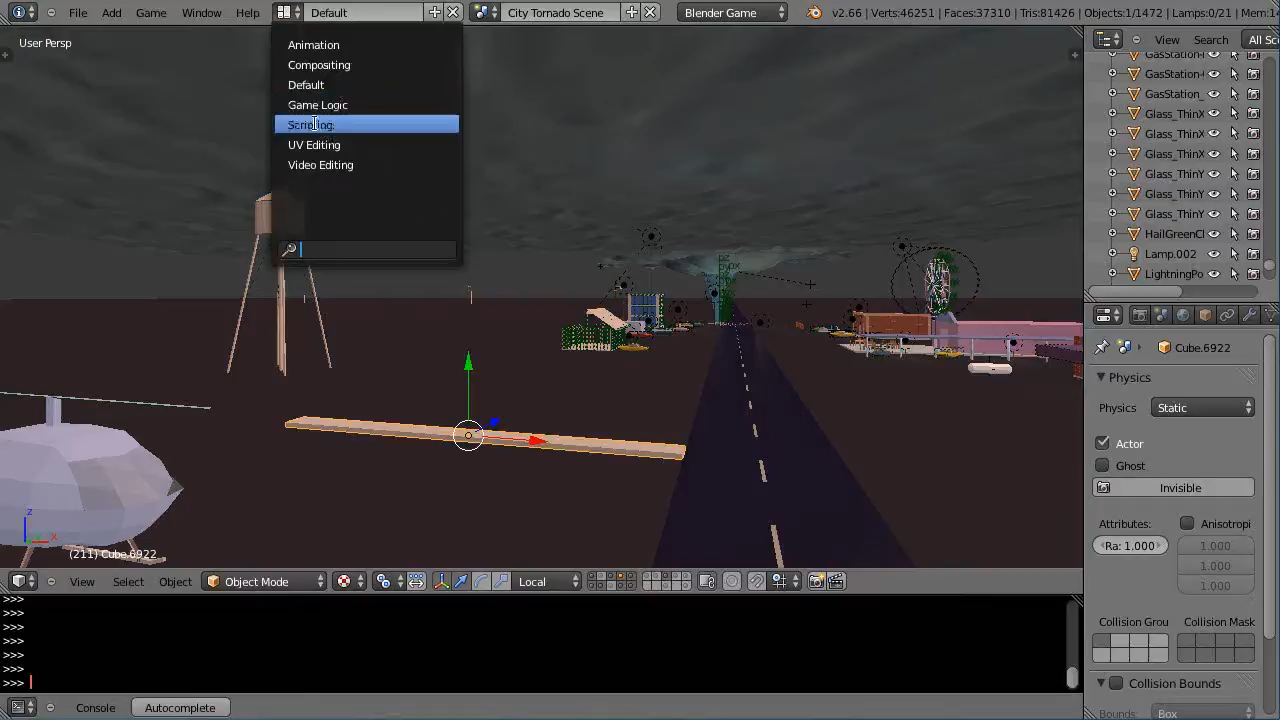 File Add Game Window Help Default City Tornado Scene Blender Game v2.66 | Verts:46251 | Faces:37310 | Tris:81426 | Objects:1/1472 | Lamps:0/21 | Mem:14
User Persp
Animation
Compositing
Default
Game Logic
Scripting
UV Editing
Video Editing
View Search All Sc
GasStation-
GasStation-
GasStation_
Glass_ThinX
Glass_ThinX
Glass_ThinX
Glass_ThinY
Glass_ThinY
Glass_ThinY
HailGreenCl
Lamp.002
LightningPo
Cube.6922
Physics
Physics Static
Actor
Ghost
Invisible
Attributes: Anisotropi
Ra: 1.000 1.000
1.000
1.000
Collision Grou Collision Mask
Collision Bounds
Bounds: Box
z
x
(211) Cube.6922
View Select Object Object Mode Local
>>>
>>>
>>>
>>>
>>>
>>>
>>>
Console Autocomplete